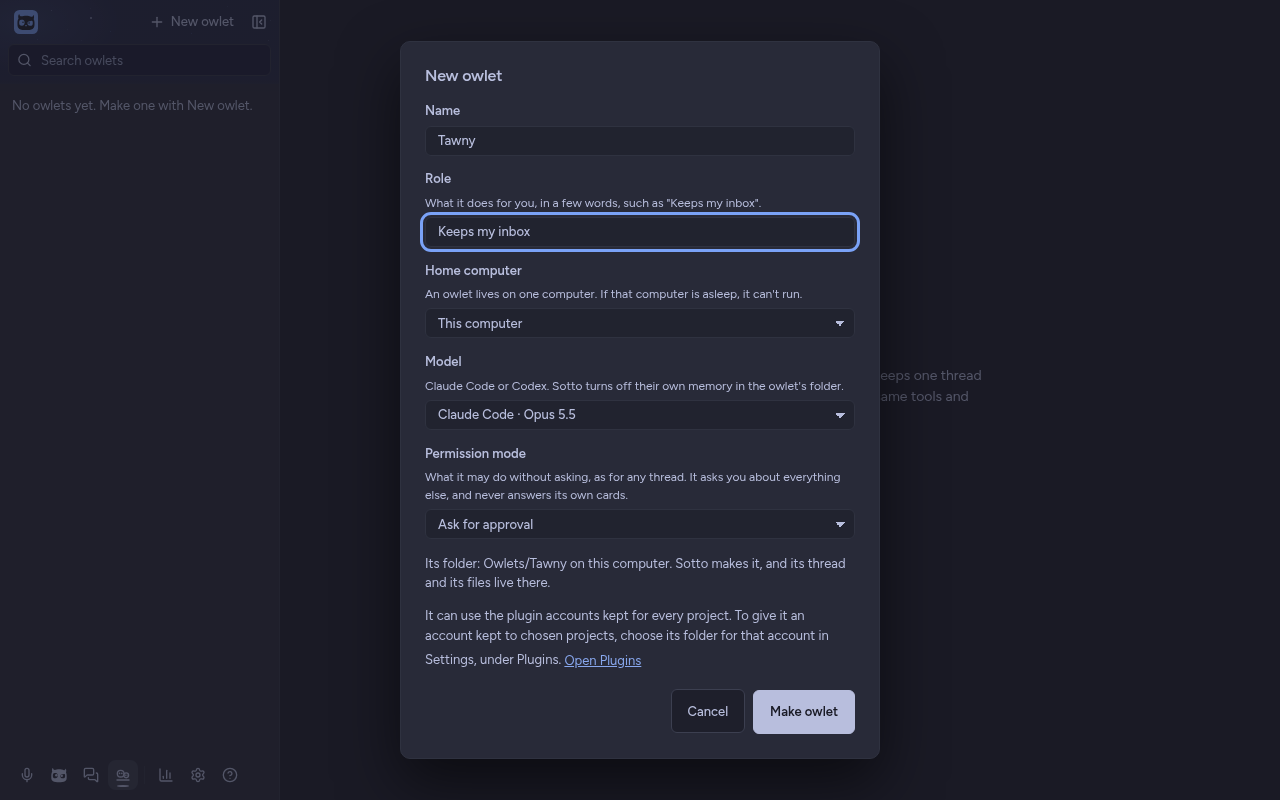 New owlet
Search owlets
No owlets yet. Make one with New owlet.
New owlet
Name
Tawny
Role
What it does for you, in a few words, such as "Keeps my inbox".
Keeps my inbox
Home computer
An owlet lives on one computer. If that computer is asleep, it can't run.
This computer
Model
Claude Code or Codex. Sotto turns off their own memory in the owlet's folder.
Claude Code · Opus 5.5
Permission mode
What it may do without asking, as for any thread. It asks you about everything
else, and never answers its own cards.
Ask for approval
Its folder: Owlets/Tawny on this computer. Sotto makes it, and its thread
and its files live there.
It can use the plugin accounts kept for every project. To give it an
account kept to chosen projects, choose its folder for that account in
Settings, under Plugins. Open Plugins
Cancel
Make owlet
one thread
tools and